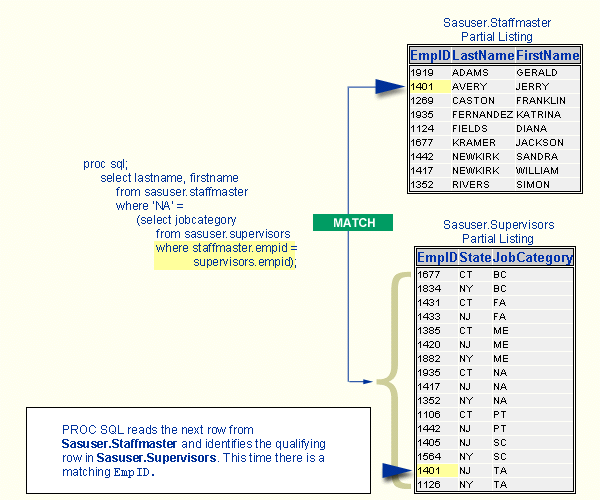 Sasuser.Staffmaster
Partial Listing
EmpID LastName FirstName
1919 ADAMS GERALD
1401 AVERY JERRY
1269 CASTON FRANKLIN
1935 FERNANDEZ KATRINA
1124 FIELDS DIANA
1677 KRAMER JACKSON
1442 NEWKIRK SANDRA
1417 NEWKIRK WILLIAM
1352 RIVERS SIMON
proc sql;
select lastname, firstname
from sasuser.staffmaster
where 'NA' =
(select jobcategory
from sasuser.supervisors
where staffmaster.empid =
supervisors.empid);
MATCH
Sasuser.Supervisors
Partial Listing
EmpID State JobCategory
1677 CT BC
1834 NY BC
1431 CT FA
1433 NJ FA
1385 CT ME
1420 NJ ME
1882 NY ME
1935 CT NA
1417 NJ NA
1352 NY NA
1106 CT PT
1442 NJ PT
1405 NJ SC
1564 NY SC
1401 NJ TA
1126 NY TA
PROC SQL reads the next row from
Sasuser.Staffmaster and identifies the qualifying
row in Sasuser.Supervisors. This time there is a
matching EmpID.